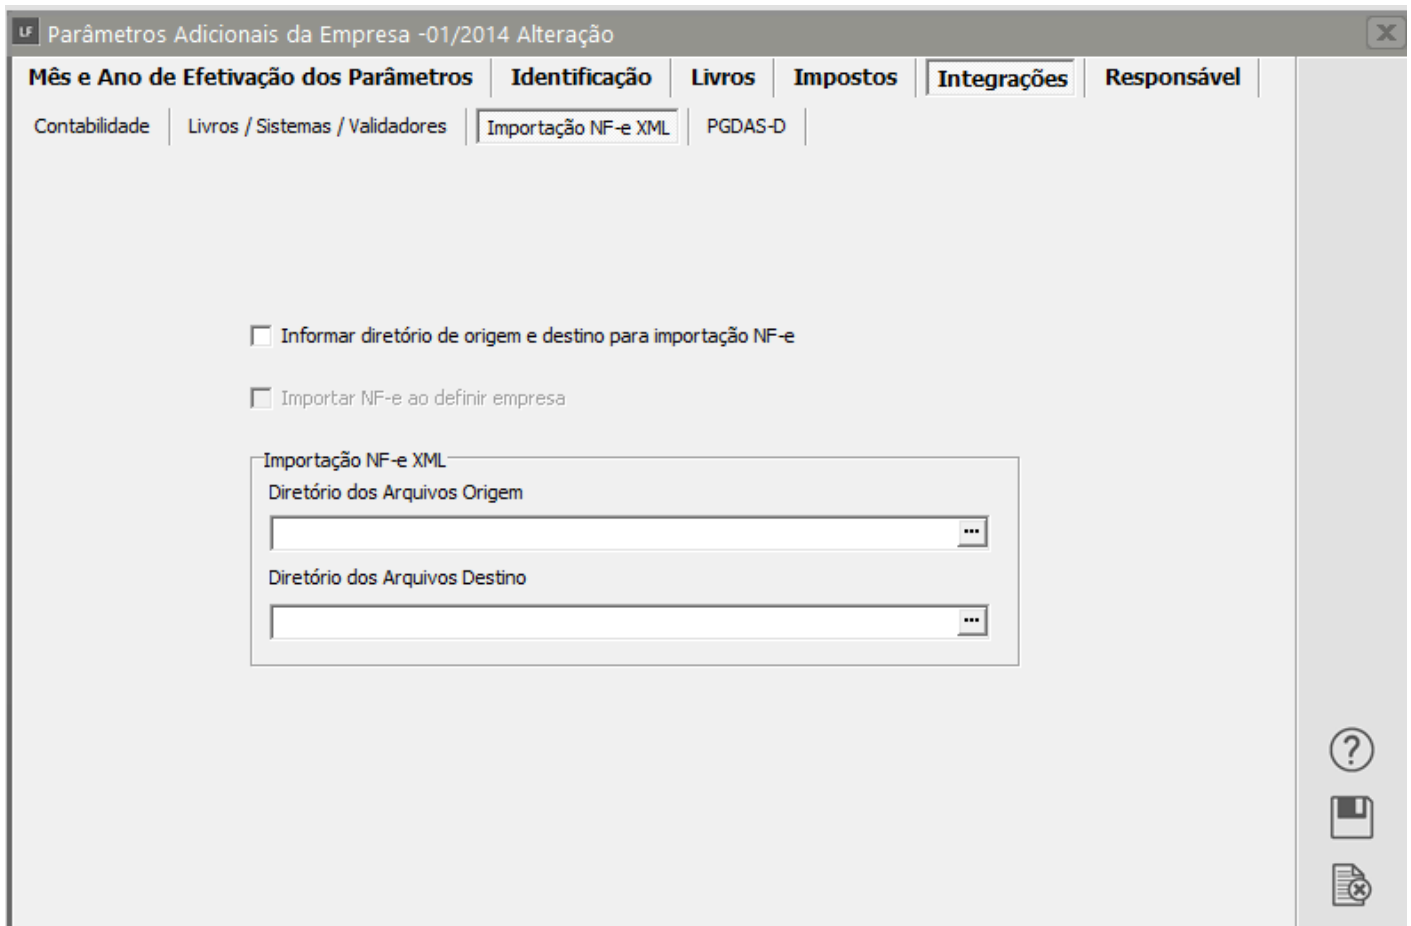 LF Parâmetros Adicionais da Empresa -01/2014 Alteração
Mês e Ano de Efetivação dos Parâmetros Identificação Livros Impostos Integrações Responsável
Contabilidade Livros / Sistemas / Validadores Importação NF-e XML PGDAS-D
Informar diretório de origem e destino para importação NF-e
Importar NF-e ao definir empresa
Importação NF-e XML
Diretório dos Arquivos Origem
...
Diretório dos Arquivos Destino
...
?